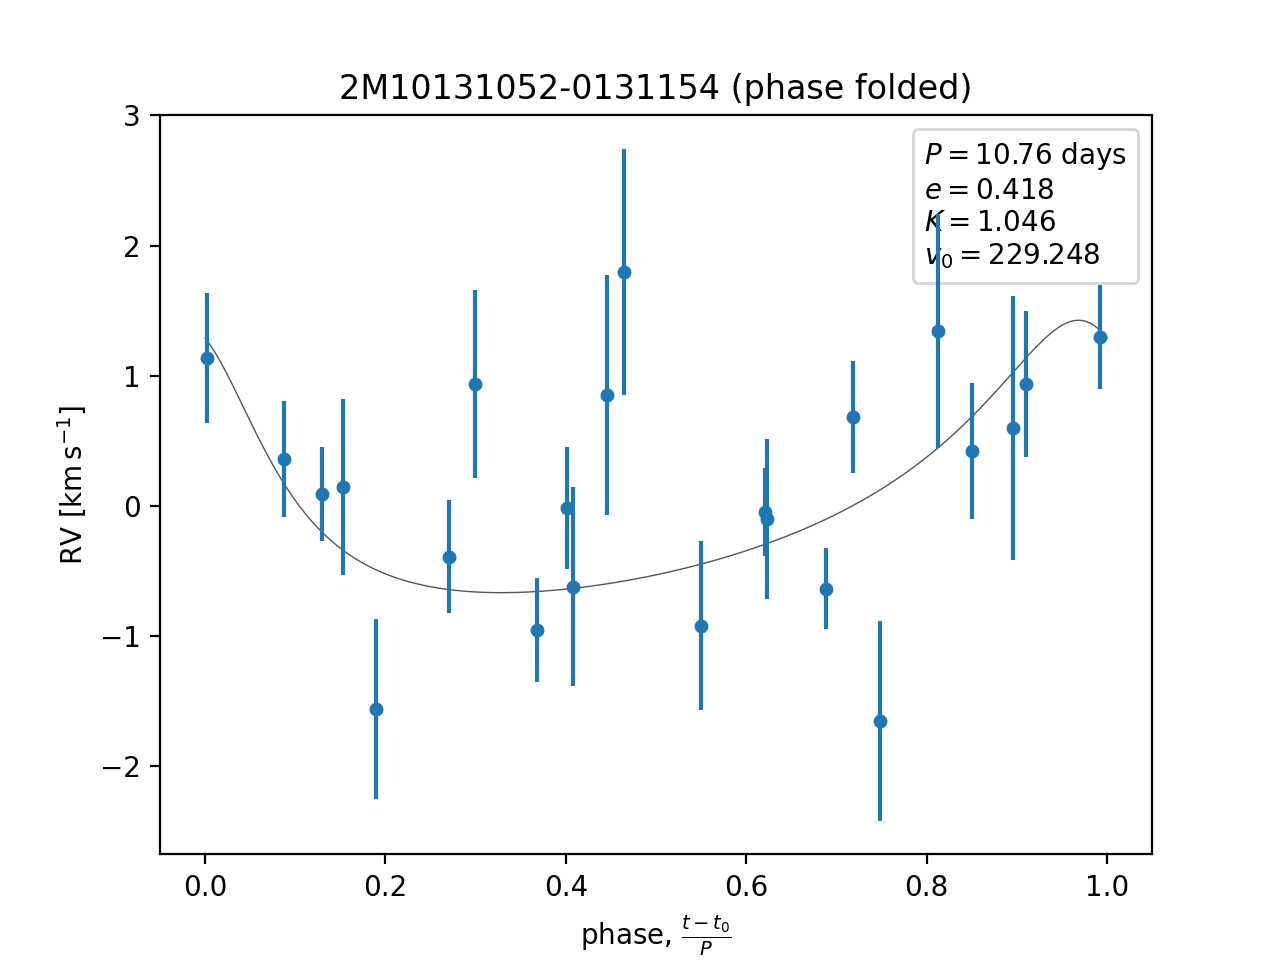 2M10131052-0131154 (phase folded)
P = 10.76 days
e = 0.418
K = 1.046
v₀ = 229.248
3
2
1
0
−1
−2
RV [km s⁻¹]
0.0 0.2 0.4 0.6 0.8 1.0
phase, (t − t₀)/P